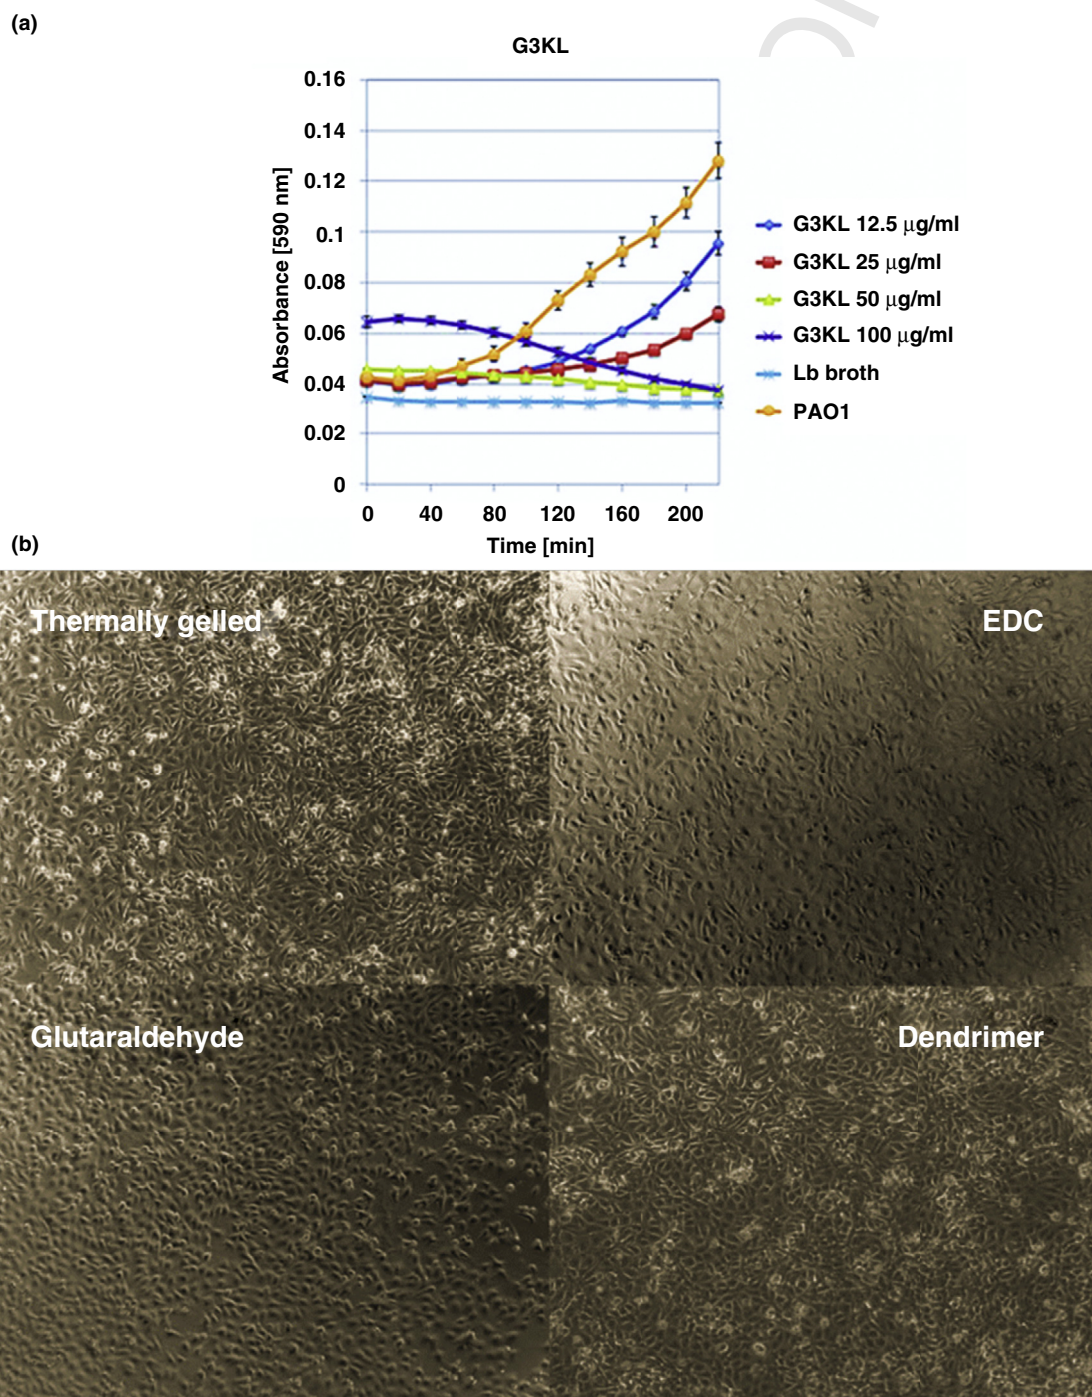 (a)
G3KL
0.16
0.14
0.12
0.1
0.08
0.06
0.04
0.02
0
Absorbance [590 nm]
0 40 80 120 160 200
Time [min]
G3KL 12.5 μg/ml
G3KL 25 μg/ml
G3KL 50 μg/ml
G3KL 100 μg/ml
Lb broth
PAO1
(b)
Thermally gelled
EDC
Glutaraldehyde
Dendrimer